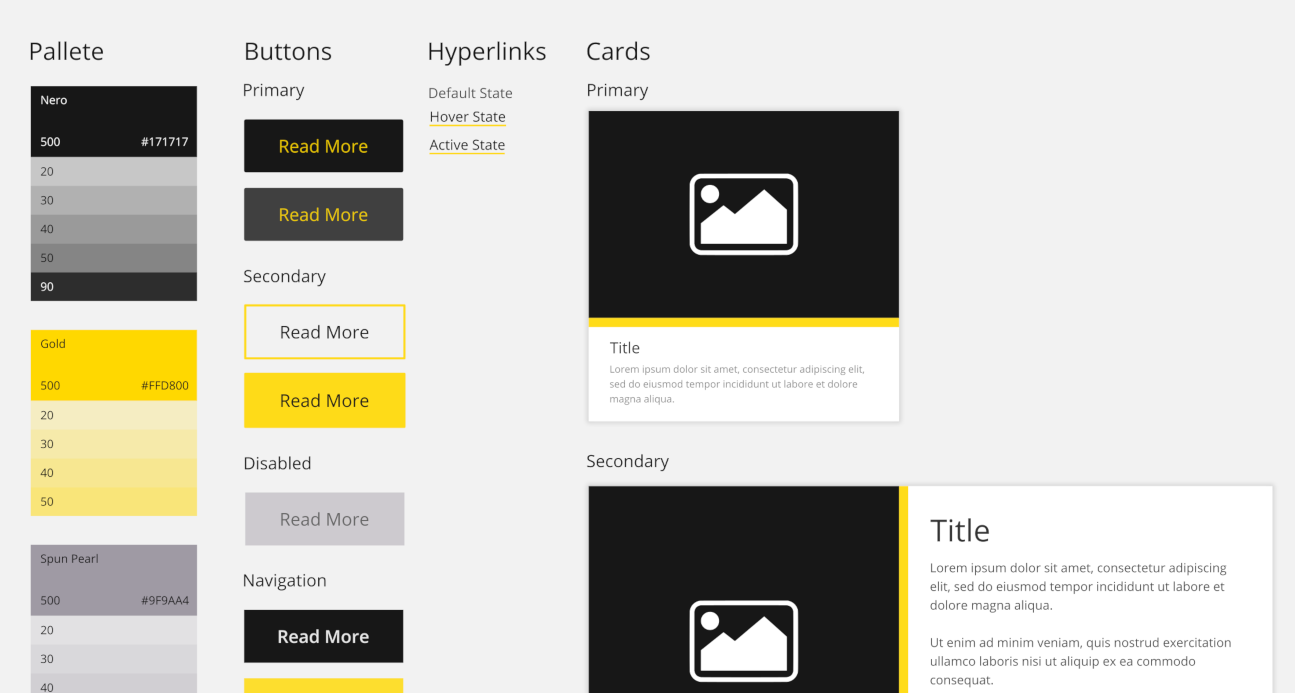 Pallete
Nero
500 #171717
20
30
40
50
90
Gold
500 #FFD800
20
30
40
50
Spun Pearl
500 #9F9AA4
20
30
40
Buttons
Primary
Read More
Read More
Secondary
Read More
Read More
Disabled
Read More
Navigation
Read More
Hyperlinks
Default State
Hover State
Active State
Cards
Primary
Title
Lorem ipsum dolor sit amet, consectetur adipiscing elit,
sed do eiusmod tempor incididunt ut labore et dolore
magna aliqua.
Secondary
Title
Lorem ipsum dolor sit amet, consectetur adipiscing
elit, sed do eiusmod tempor incididunt ut labore et
dolore magna aliqua.
Ut enim ad minim veniam, quis nostrud exercitation
ullamco laboris nisi ut aliquip ex ea commodo
consequat.